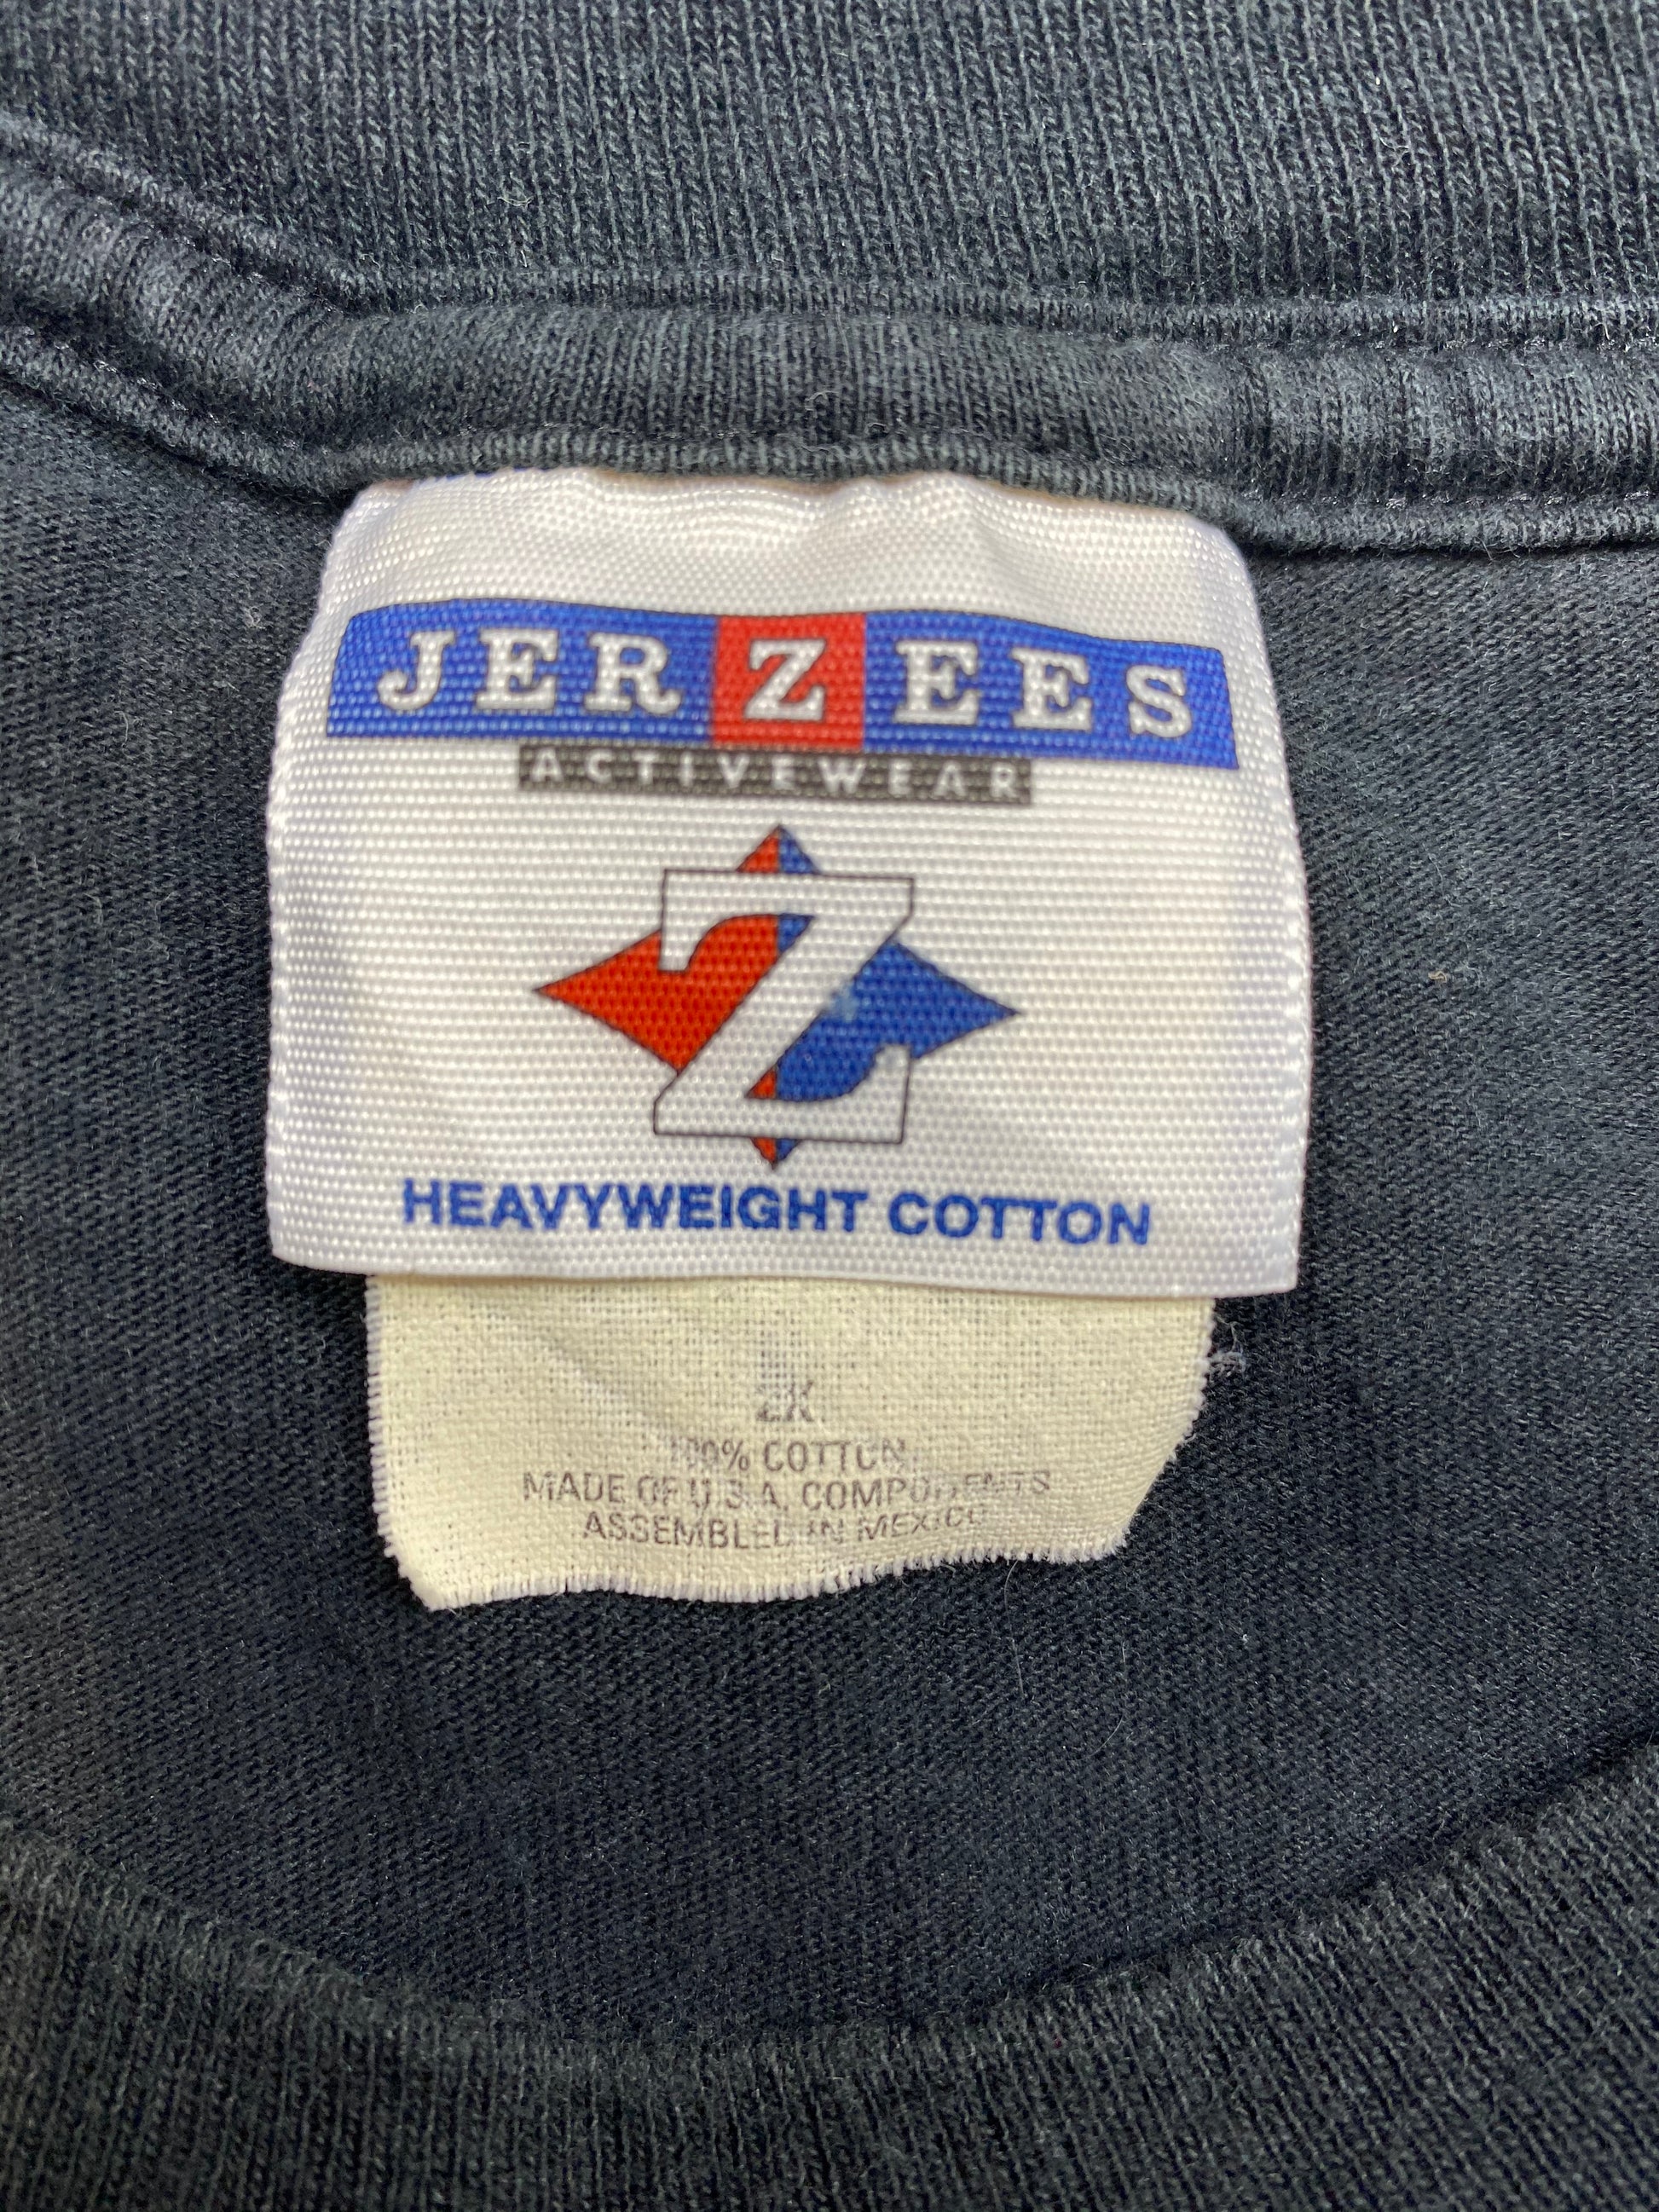 JERZEES
ACTIVEWEAR
Z
HEAVYWEIGHT COTTON
2X
100% COTTON
MADE OF U.S.A. COMPONENTS
ASSEMBLED IN MEXICO